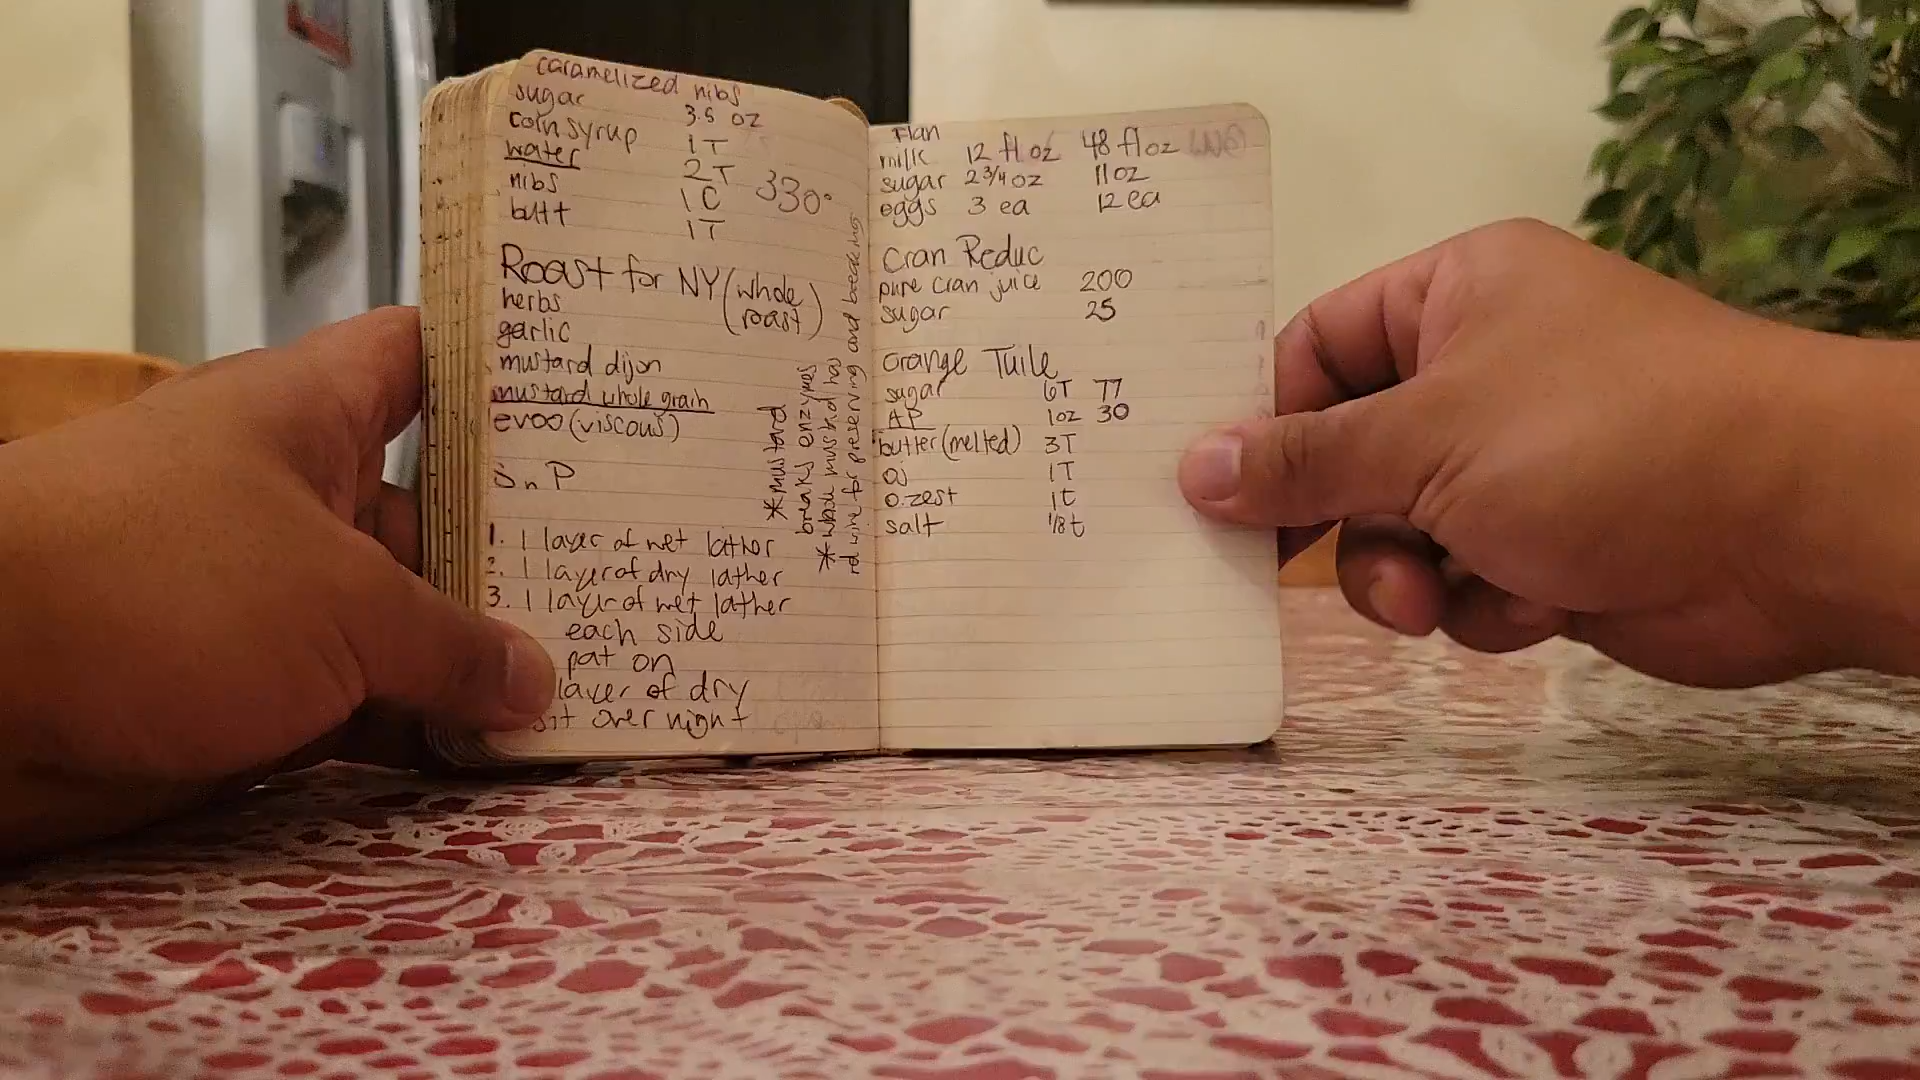 caramelized nibs
sugar 3.5 oz
corn syrup 1T
water 2T
nibs 1C 330°
butt 1T
Roast for NY (whole roast)
herbs
garlic
mustard dijon
mustard whole grain
evoo (viscous)
S n P
1. 1 layer of wet lather
2. 1 layer of dry lather
3. 1 layer of wet lather
each side
pat on
layer of dry
sit over night
*mustard
breaks enzymes
*whole mustard has
red wine for preserving and breaking
Flan
milk 12 fl oz 48 fl oz
sugar 2 3/4 oz 11oz
eggs 3 ea 12 ea
Cran Reduc
pure cran juice 200
sugar 25
Orange Tuile
sugar 6T 77
AP 1oz 30
butter (melted) 3T
oj 1T
o.zest 1t
salt 1/8 t